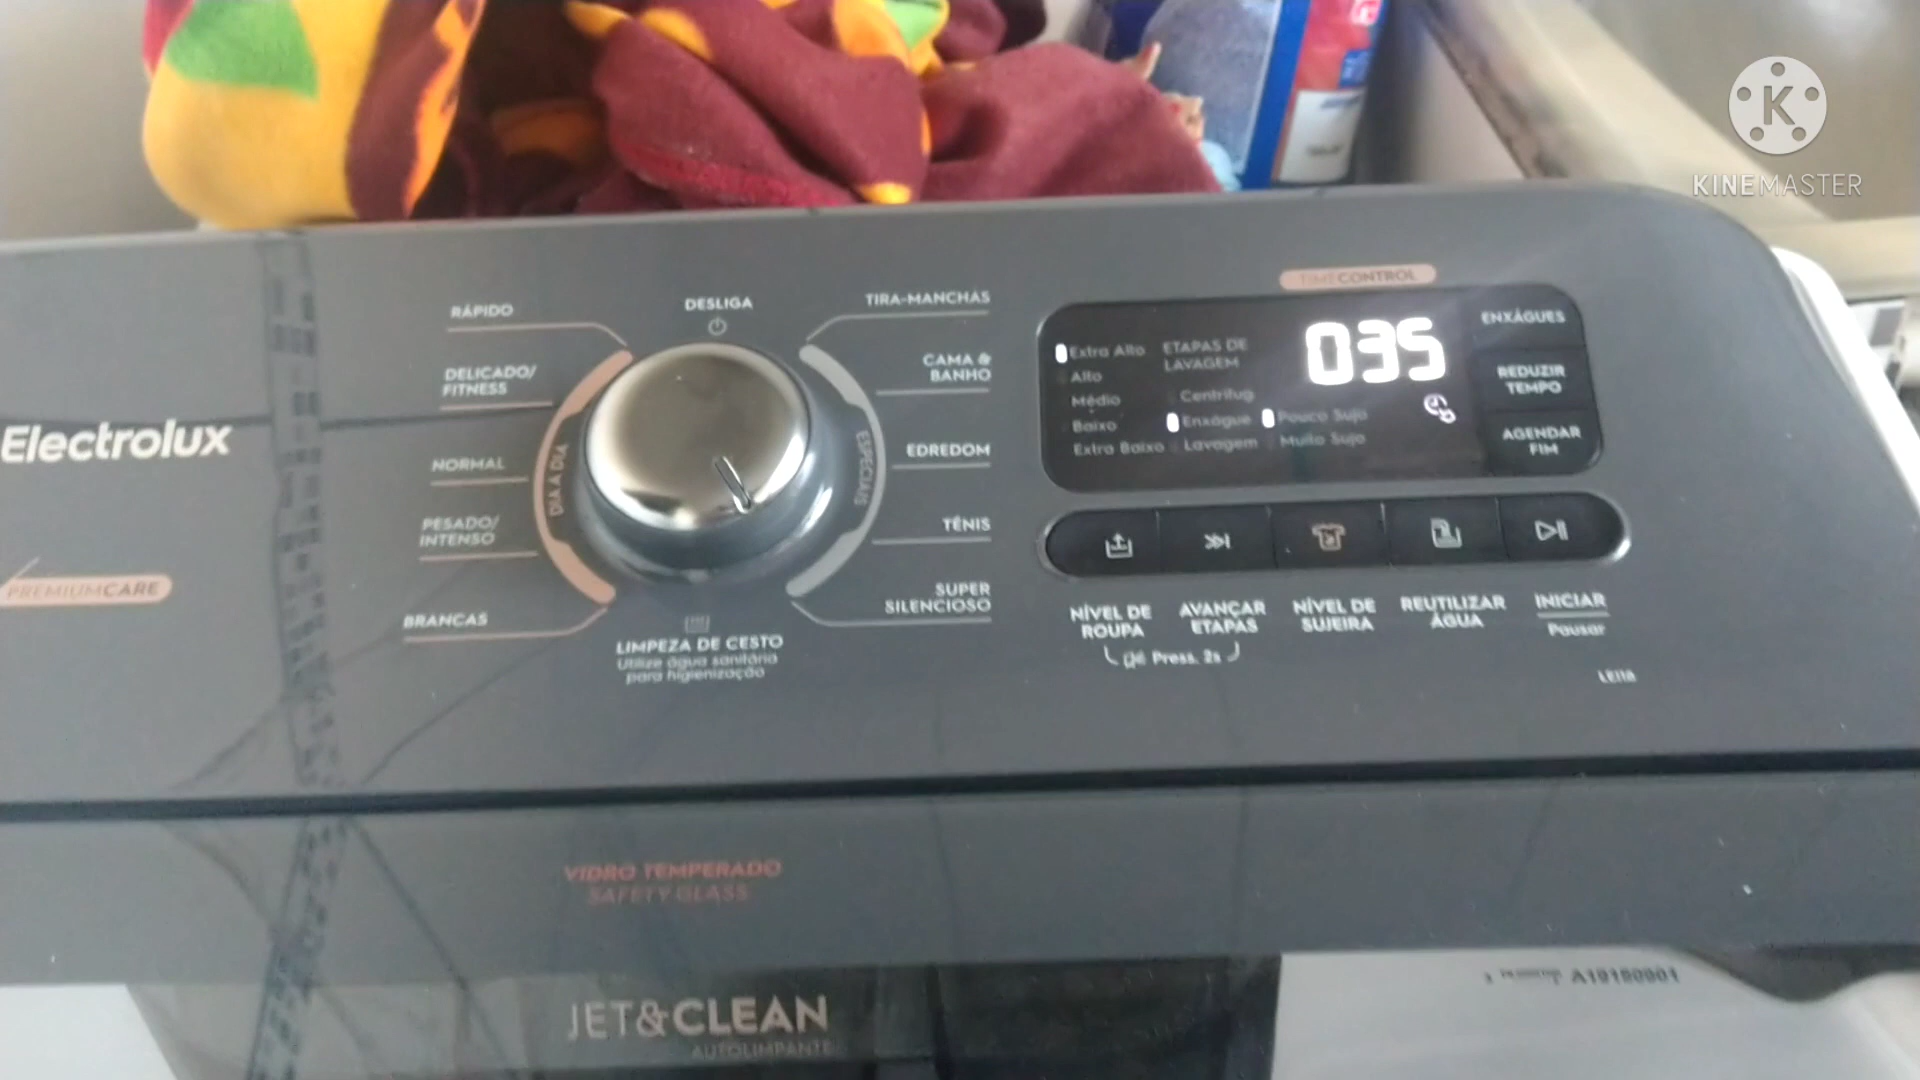 KINEMASTER
Electrolux
PREMIUMCARE
RÁPIDO
DELICADO/
FITNESS
NORMAL
PESADO/
INTENSO
BRANCAS
DIA A DIA
DESLIGA
LIMPEZA DE CESTO
Utilize água sanitária
para higienização
ESPECIAIS
TIRA-MANCHAS
CAMA &
BANHO
EDREDOM
TÊNIS
SUPER
SILENCIOSO
TIMECONTROL
Extra Alto
Alto
Médio
Baixo
Extra Baixo
ETAPAS DE
LAVAGEM
Centrifug
Enxágue
Lavagem
Pouco Sujo
Muito Sujo
035
ENXÁGUES
REDUZIR
TEMPO
AGENDAR
FIM
NÍVEL DE
ROUPA
AVANÇAR
ETAPAS
NÍVEL DE
SUJEIRA
REUTILIZAR
ÁGUA
INICIAR
Pausar
Press. 2s
VIDRO TEMPERADO
SAFETY GLASS
JET&CLEAN
AUTOLIMPANTE